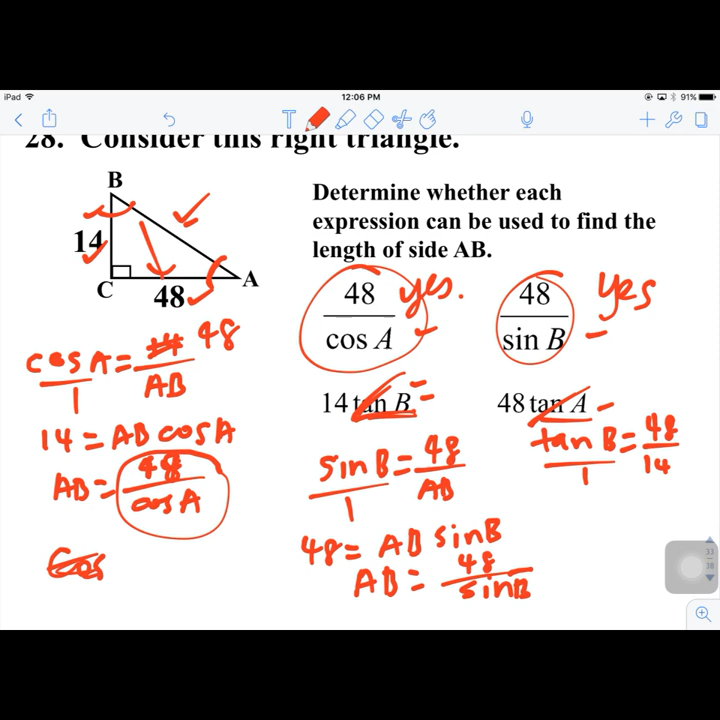 iPad
12:06 PM
91%
T
28. Consider this right triangle.
B
14
C
48
A
Determine whether each
expression can be used to find the
length of side AB.
48
cos A
yes.
48
sin B
yes
14 tan B
48 tan A
cos A = 14 48
1 AB
14 = AB cos A
AB = 48
cos A
Cos
sin B = 48
1 AB
48 = AB sin B
AB = 48
sin B
tan B = 48
1 14
33
38